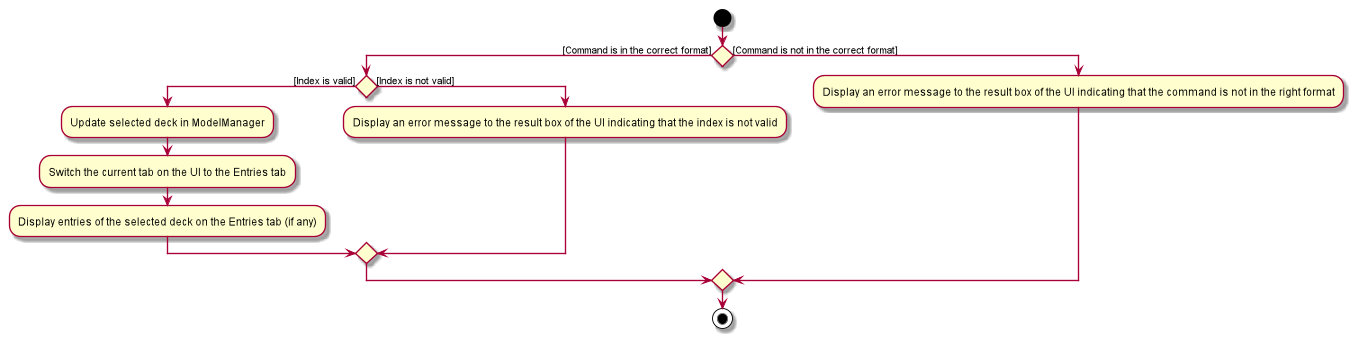 [Command is in the correct format]
[Command is not in the correct format]
[Index is valid]
[Index is not valid]
Display an error message to the result box of the UI indicating that the command is not in the right format
Update selected deck in ModelManager
Display an error message to the result box of the UI indicating that the index is not valid
Switch the current tab on the UI to the Entries tab
Display entries of the selected deck on the Entries tab (if any)